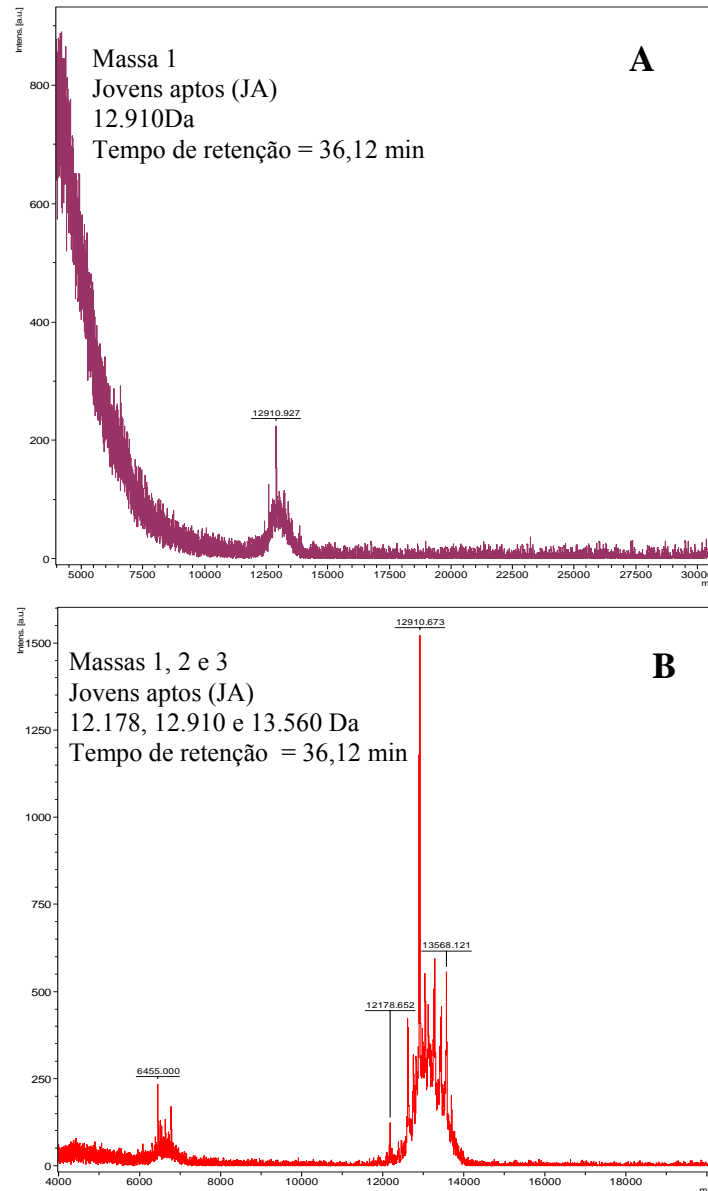 Intens. [a.u.]
A
Massa 1
Jovens aptos (JA)
12.910Da
Tempo de retenção = 36,12 min
800
600
400
200
0
12910.927
5000 7500 10000 12500 15000 17500 20000 22500 25000 27500 30000
m
Intens. [a.u.]
B
Massas 1, 2 e 3
Jovens aptos (JA)
12.178, 12.910 e 13.560 Da
Tempo de retenção = 36,12 min
1500
1250
1000
750
500
250
0
12910.673
13568.121
12178.652
6455.000
4000 6000 8000 10000 12000 14000 16000 18000
m